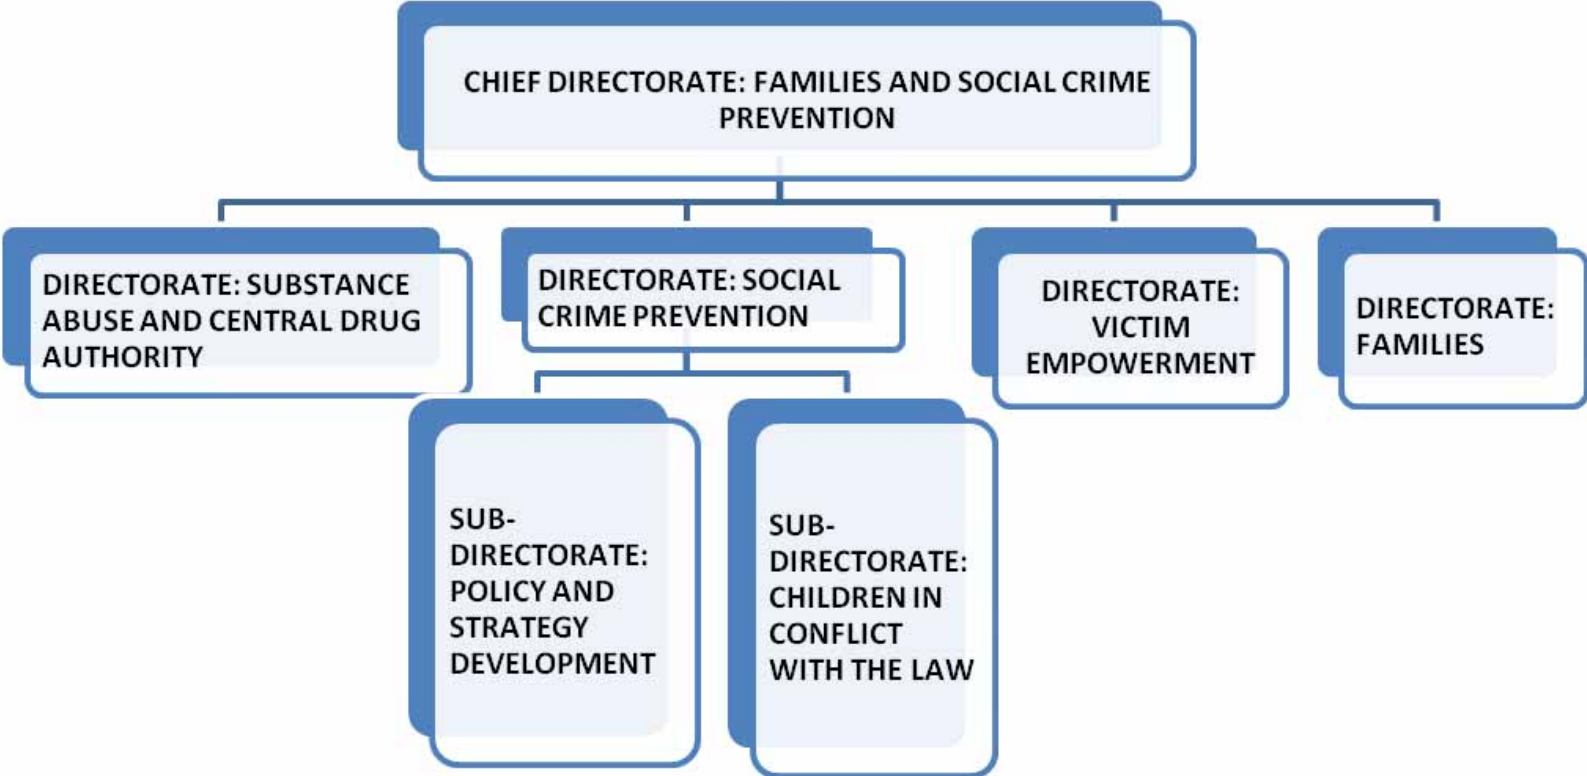 CHIEF DIRECTORATE: FAMILIES AND SOCIAL CRIME
PREVENTION
DIRECTORATE: SUBSTANCE
ABUSE AND CENTRAL DRUG
AUTHORITY
DIRECTORATE: SOCIAL
CRIME PREVENTION
DIRECTORATE:
VICTIM
EMPOWERMENT
DIRECTORATE:
FAMILIES
SUB-
DIRECTORATE:
POLICY AND
STRATEGY
DEVELOPMENT
SUB-
DIRECTORATE:
CHILDREN IN
CONFLICT
WITH THE LAW